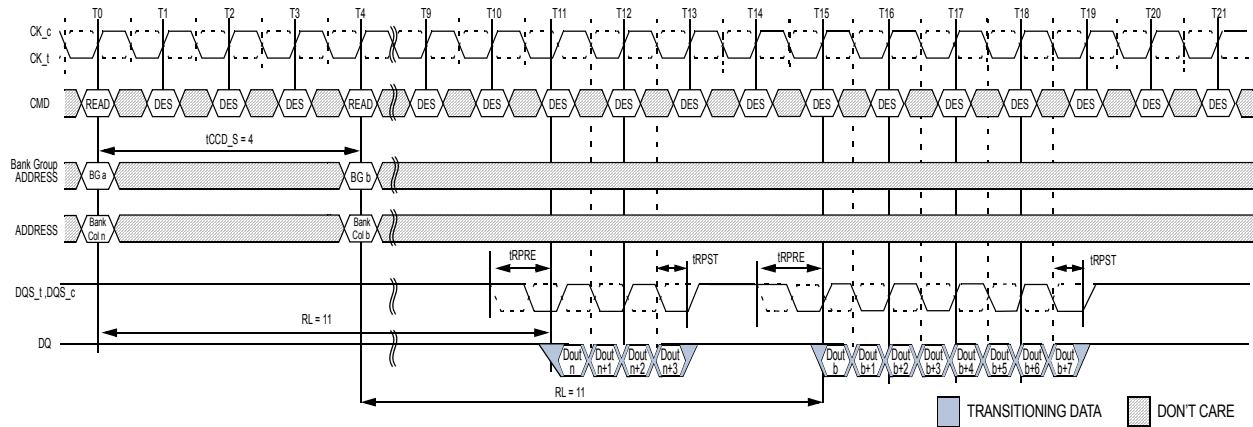 T0 T1 T2 T3 T4 T9 T10 T11 T12 T13 T14 T15 T16 T17 T18 T19 T20 T21
CK_c
CK_t
CMD READ DES DES DES READ DES DES DES DES DES DES DES DES DES DES DES DES DES
tCCD_S = 4
Bank Group
ADDRESS BG a BG b
ADDRESS Bank
Col n Bank
Col b
tRPRE tRPST tRPRE tRPST
DQS_t ,DQS_c
RL = 11
DQ
Dout
n Dout
n+1 Dout
n+2 Dout
n+3 Dout
b Dout
b+1 Dout
b+2 Dout
b+3 Dout
b+4 Dout
b+5 Dout
b+6 Dout
b+7
RL = 11
TRANSITIONING DATA DON'T CARE